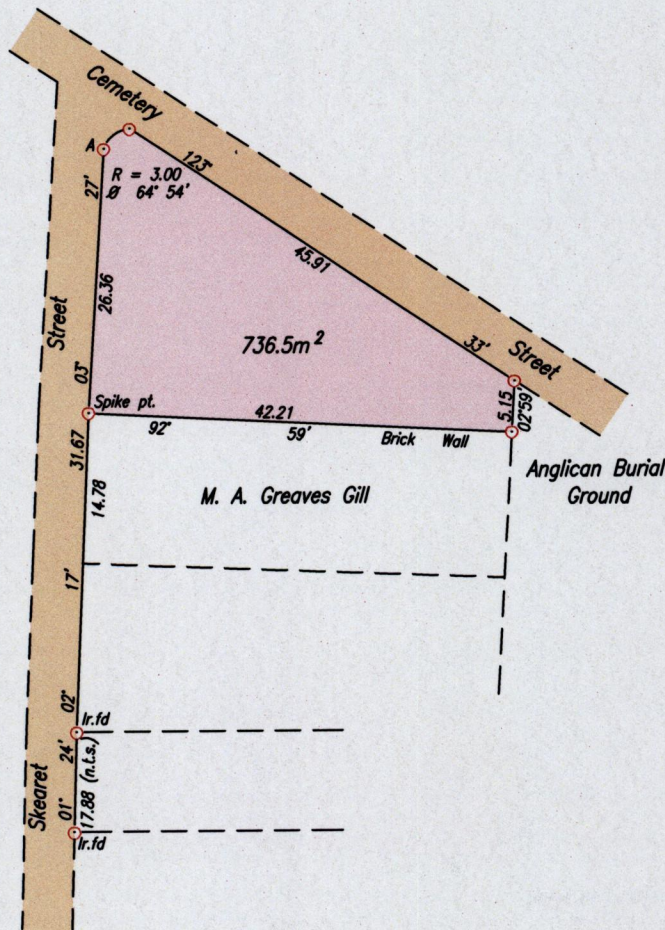 Cemetery
A
R = 3.00
Ø 64° 54'
123°
27'
45.91
26.36
Street
736.5m²
33'
Street
03°
Spike pt.
42.21
5.15
02°59'
92°
59'
Brick Wall
31.67
14.78
M. A. Greaves Gill
Anglican Burial
Ground
17'
02°
Ir.fd
24'
17.88 (n.t.s.)
01°
Skearet
Ir.fd